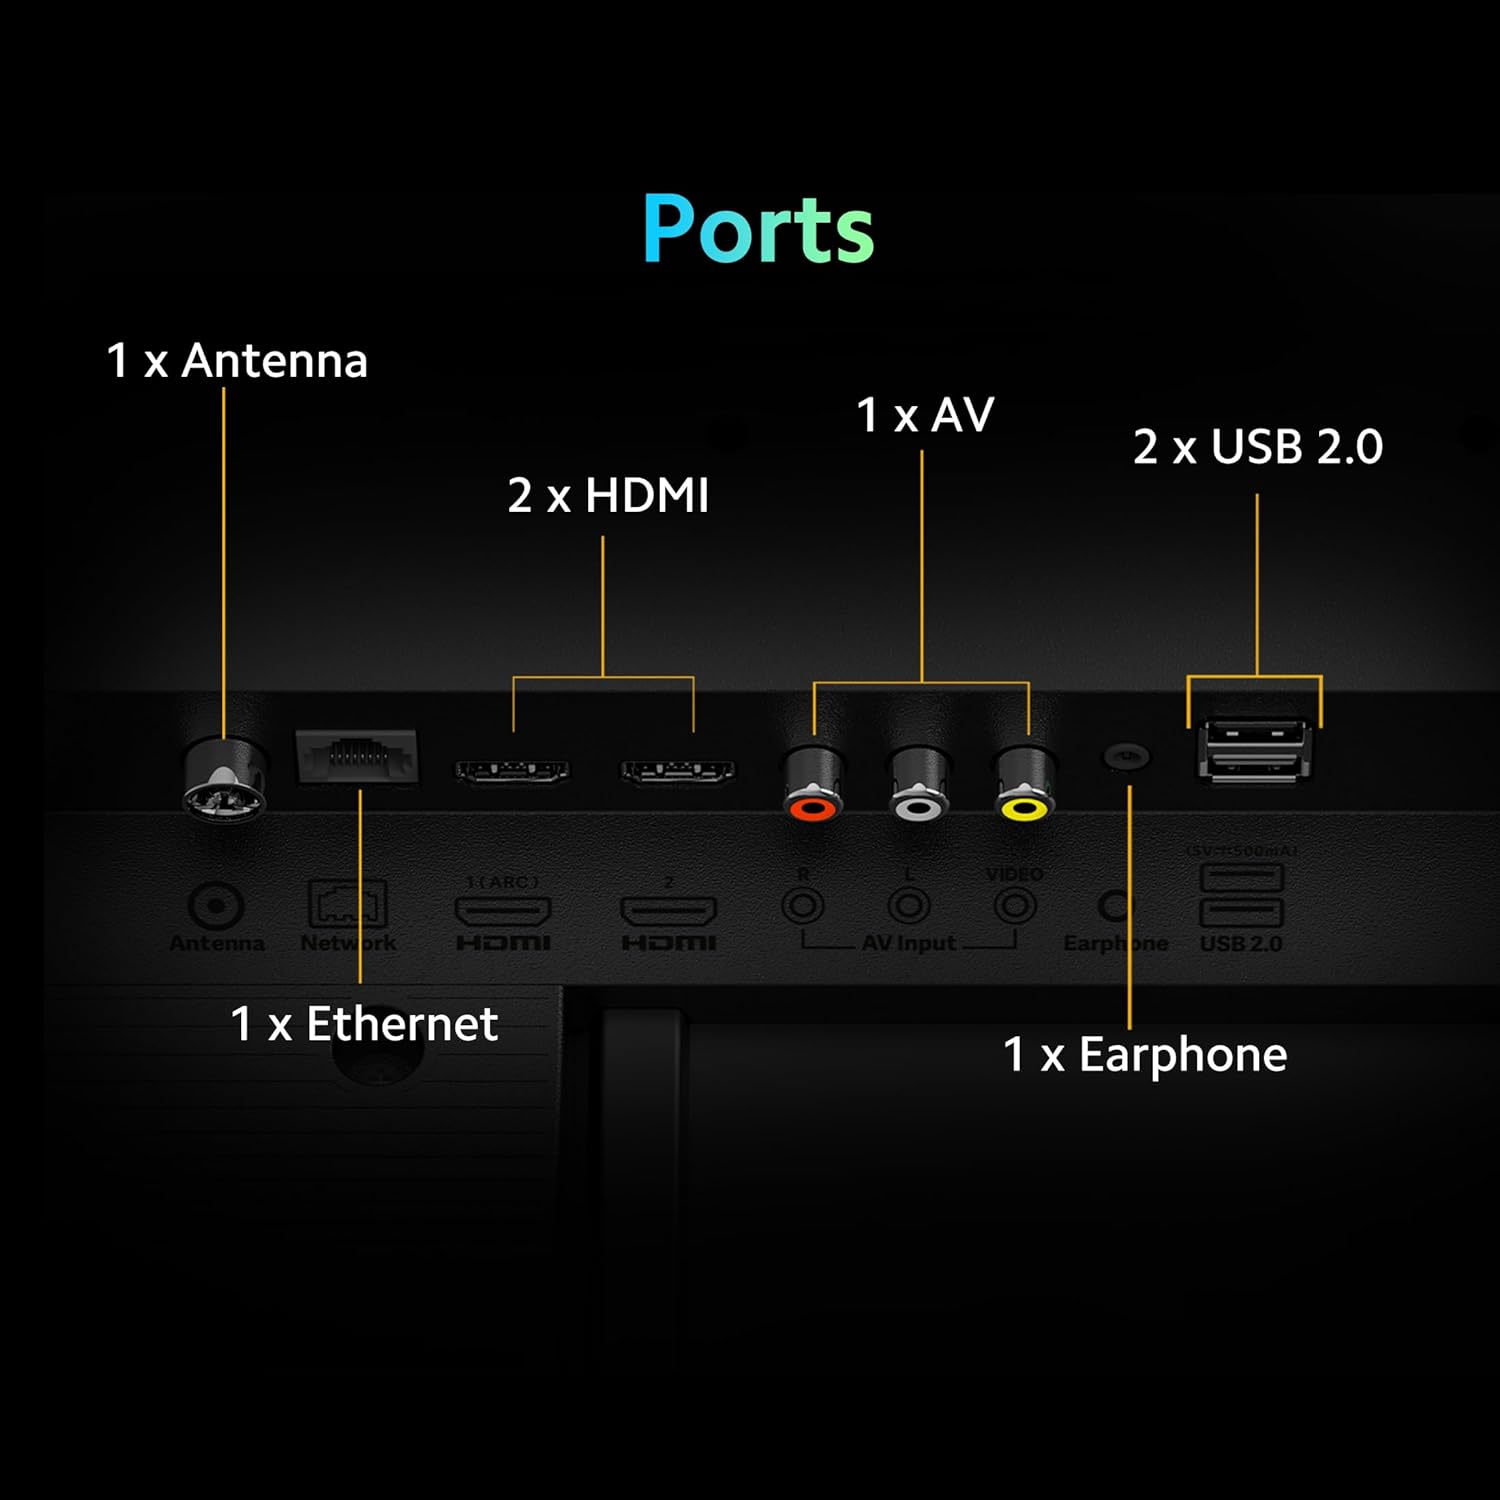 Ports
1 x Antenna
1 x AV
2 x USB 2.0
2 x HDMI
(5V⎓500mA)
1 (ARC)
2
R
L
VIDEO
Antenna
Network
HDMI
HDMI
AV Input
Earphone
USB 2.0
1 x Ethernet
1 x Earphone